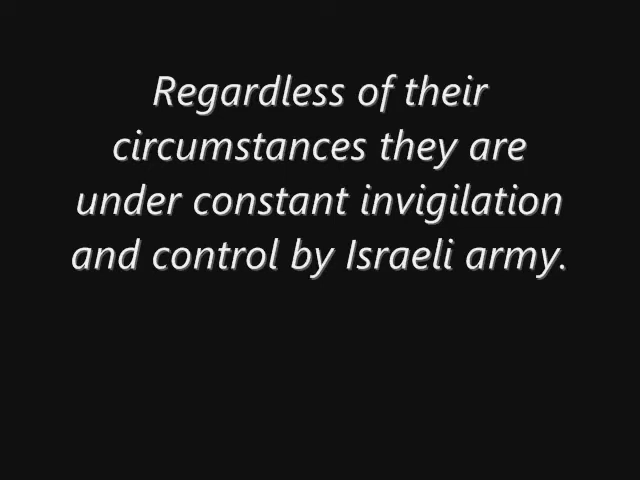 Regardless of their
circumstances they are
under constant invigilation
and control by Israeli army.